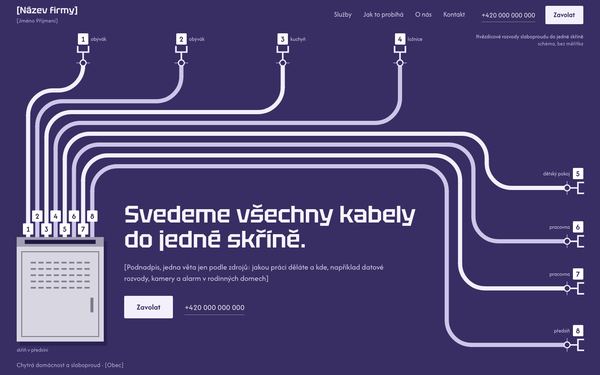 [Název firmy]
[Jméno Příjmení]
Služby
Jak to probíhá
O nás
Kontakt
+420 000 000 000
Zavolat
Hvězdicové rozvody slaboproudu do jedné skříně
schéma, bez měřítka
1 obývák
2 obývák
3 kuchyň
4 ložnice
dětský pokoj 5
pracovna 6
pracovna 7
předsíň 8
2 4 6 8
1 3 5 7
Svedeme všechny kabely
do jedné skříně.
[Podnadpis, jedna věta jen podle zdrojů: jakou práci děláte a kde, například datové
rozvody, kamery a alarm v rodinných domech]
Zavolat
+420 000 000 000
skříň v předsíni
Chytrá domácnost a slaboproud · [Obec]